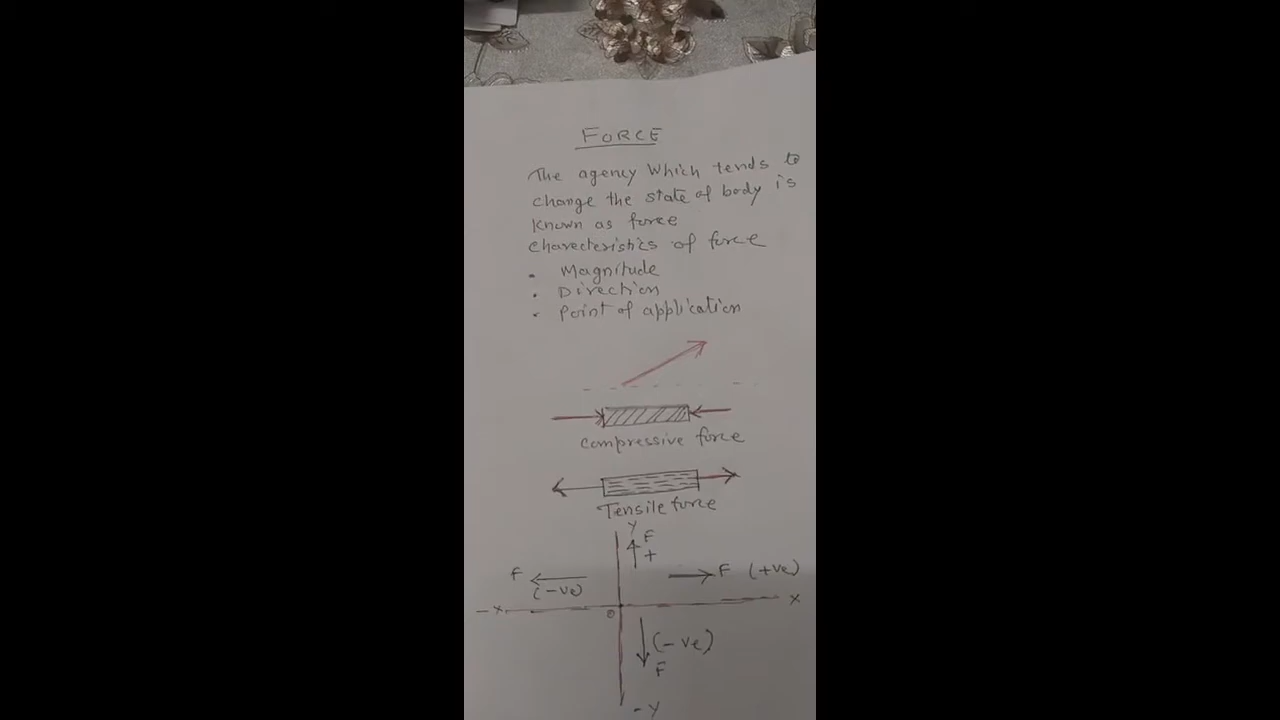 FORCE
The agency Which tends to
change the state of body is
known as force
charecteristics of force
• Magnitude
• Direction
• Point of application
Compressive force
Tensile force
Y
F
+
F
(-ve)
F (+ve)
-X
O
X
(-ve)
F
-Y